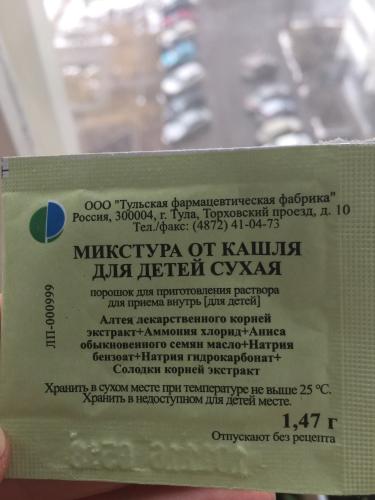 ООО "Тульская фармацевтическая фабрика"
Россия, 300004, г. Тула, Торховский проезд, д. 10
Тел./факс: (4872) 41-04-73
МИКСТУРА ОТ КАШЛЯ
ДЛЯ ДЕТЕЙ СУХАЯ
порошок для приготовления раствора
для приема внутрь [для детей]
ЛП-000999
Алтея лекарственного корней
экстракт+Аммония хлорид+Аниса
обыкновенного семян масло+Натрия
бензоат+Натрия гидрокарбонат+
Солодки корней экстракт
Хранить в сухом месте при температуре не выше 25 °С.
Хранить в недоступном для детей месте.
1,47 г
Отпускают без рецепта